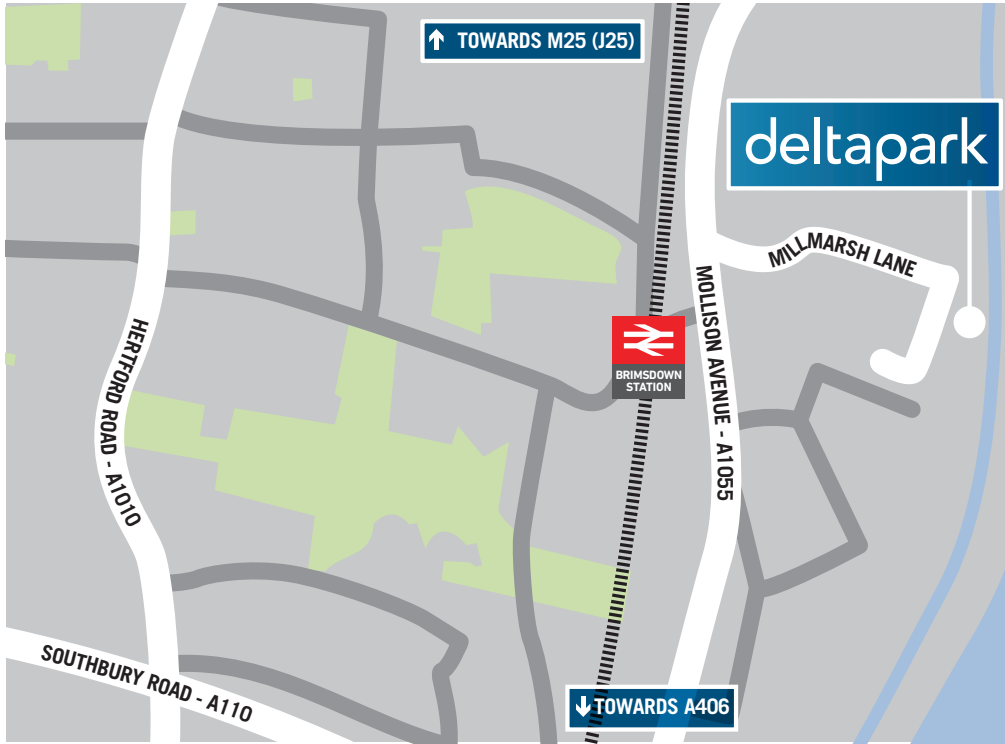 ↑ TOWARDS M25 (J25)
deltapark
MILLMARSH LANE
MOLLISON AVENUE - A1055
HERTFORD ROAD - A1010
BRIMSDOWN
STATION
SOUTHBURY ROAD - A110
↓ TOWARDS A406